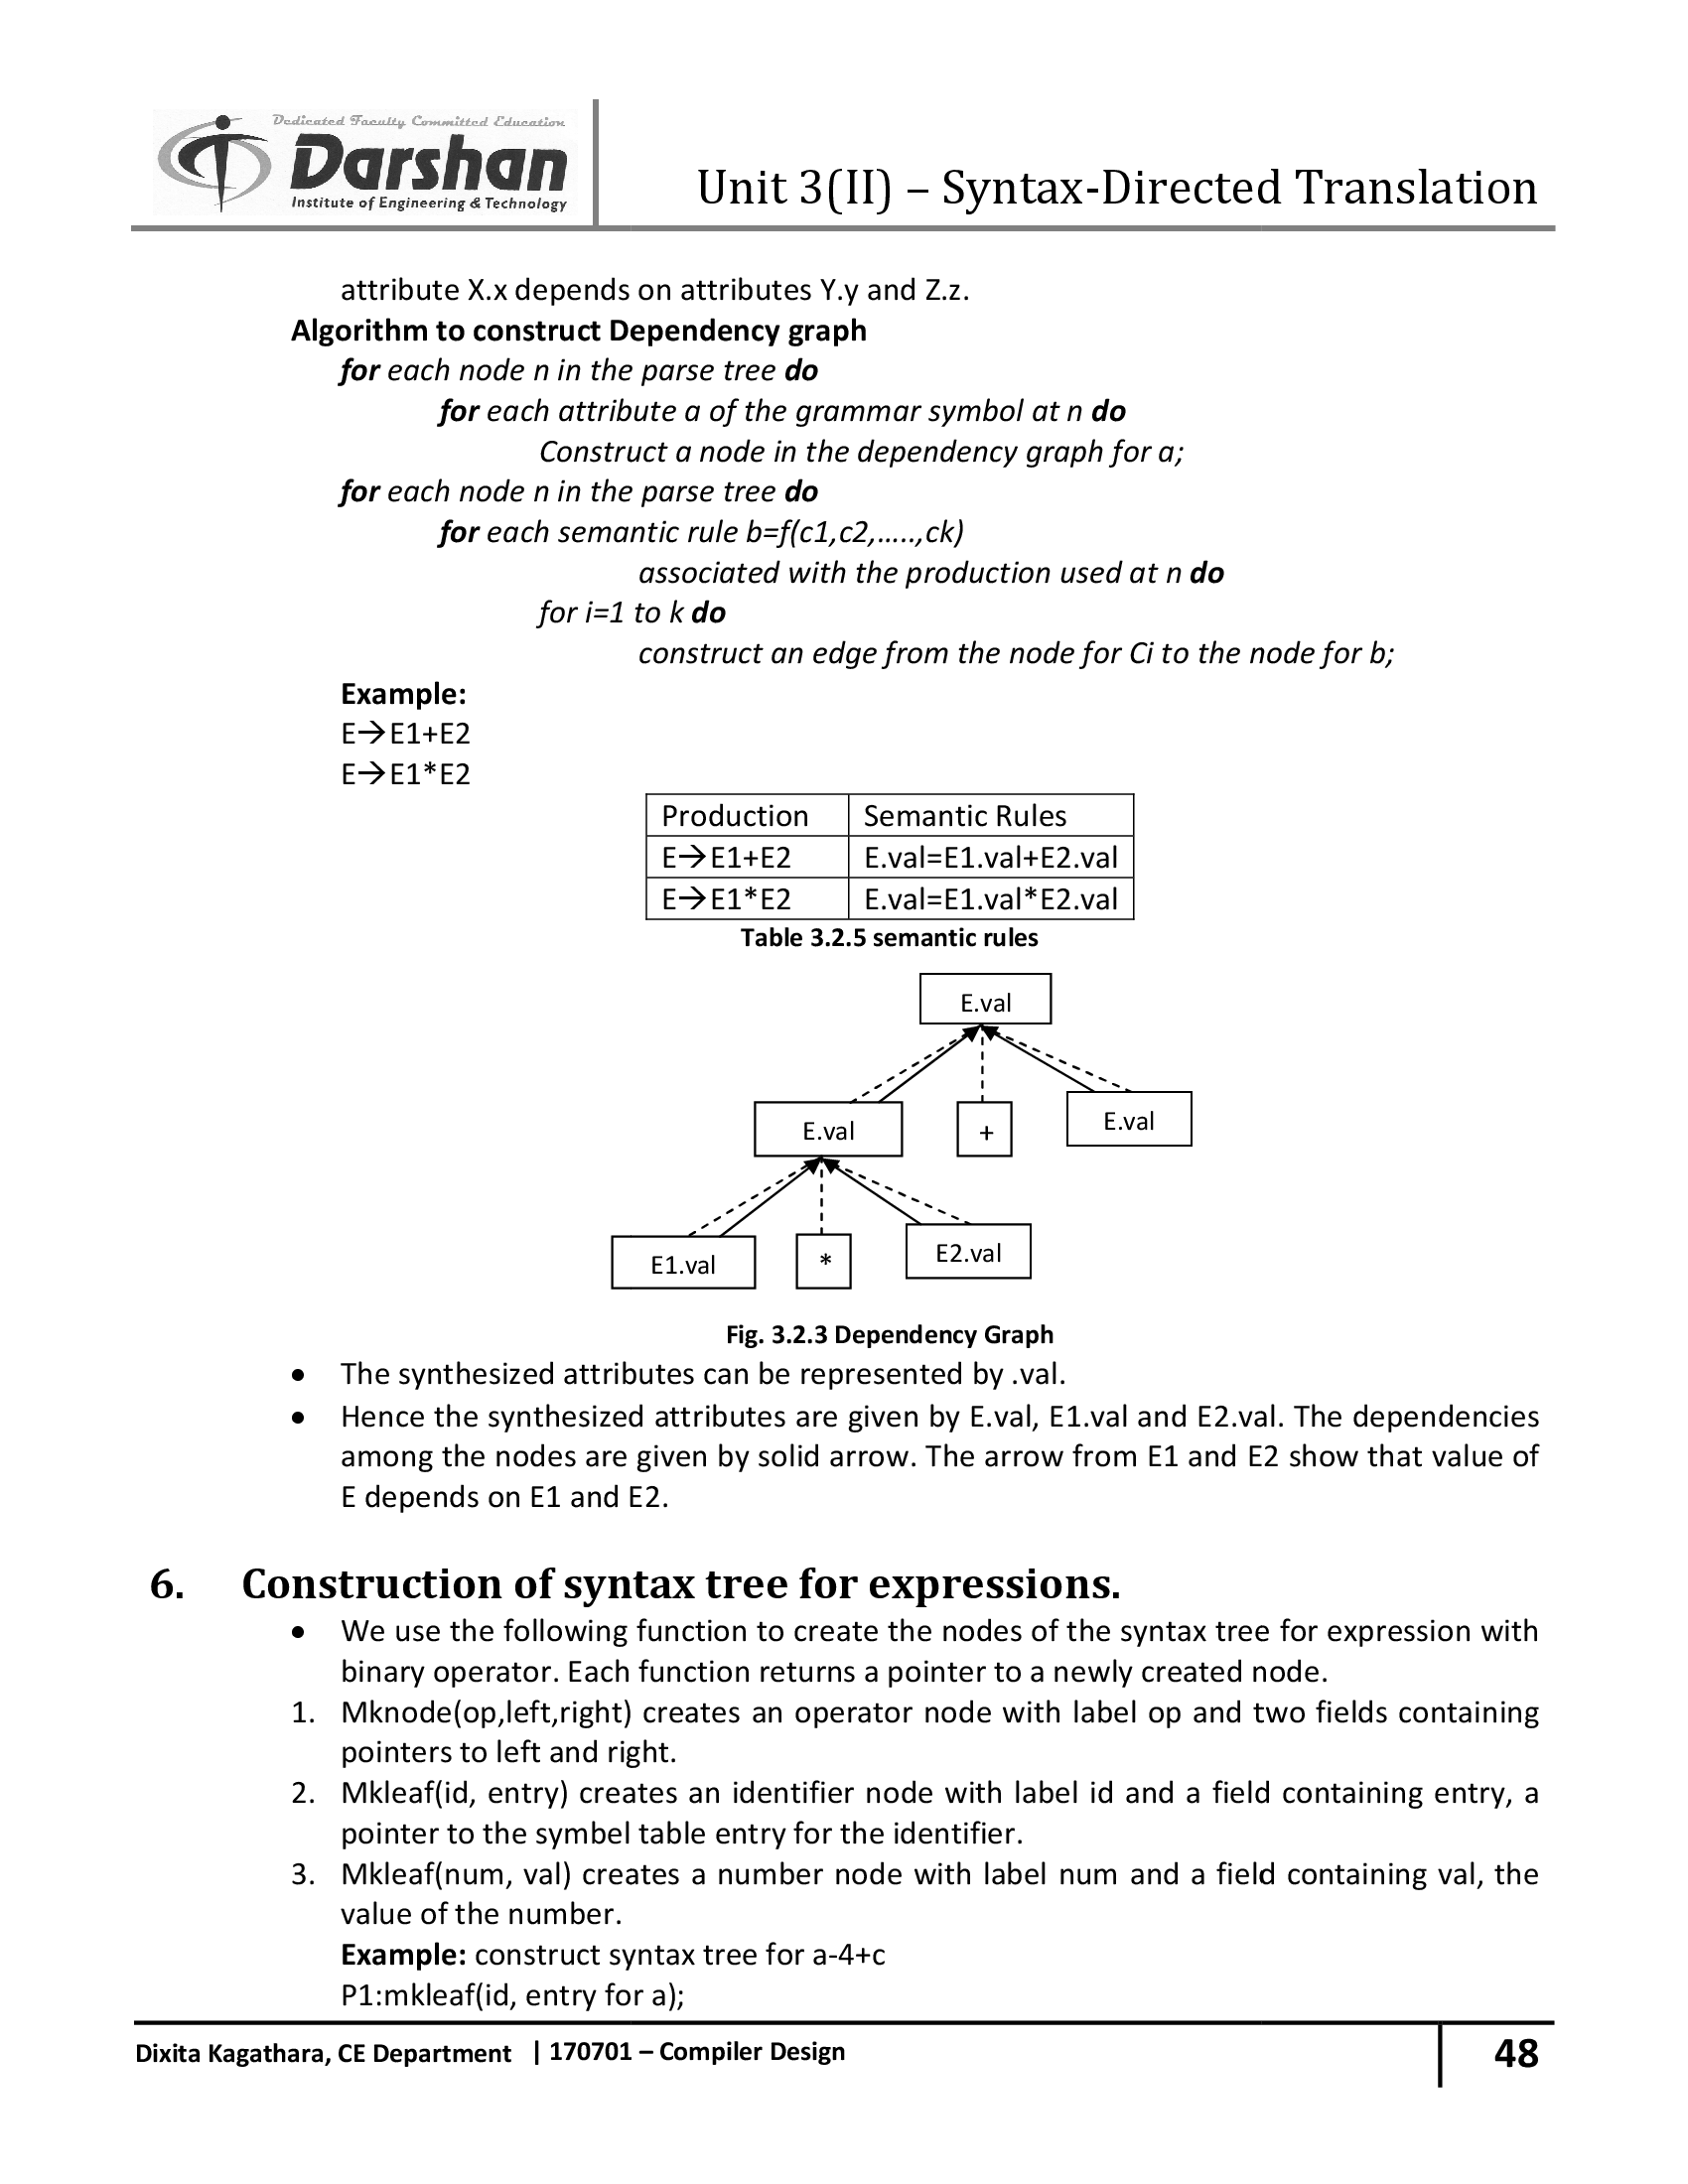 Dedicated Faculty Committed Education
Darshan
Institute of Engineering & Technology
Unit 3(II) – Syntax-Directed Translation
attribute X.x depends on attributes Y.y and Z.z.
Algorithm to construct Dependency graph
for each node n in the parse tree do
for each attribute a of the grammar symbol at n do
Construct a node in the dependency graph for a;
for each node n in the parse tree do
for each semantic rule b=f(c1,c2,.....,ck)
associated with the production used at n do
for i=1 to k do
construct an edge from the node for Ci to the node for b;
Example:
E→E1+E2
E→E1*E2
Production Semantic Rules
E→E1+E2 E.val=E1.val+E2.val
E→E1*E2 E.val=E1.val*E2.val
Table 3.2.5 semantic rules
E.val
E.val + E.val
E1.val * E2.val
Fig. 3.2.3 Dependency Graph
• The synthesized attributes can be represented by .val.
• Hence the synthesized attributes are given by E.val, E1.val and E2.val. The dependencies
among the nodes are given by solid arrow. The arrow from E1 and E2 show that value of
E depends on E1 and E2.
6. Construction of syntax tree for expressions.
• We use the following function to create the nodes of the syntax tree for expression with
binary operator. Each function returns a pointer to a newly created node.
1. Mknode(op,left,right) creates an operator node with label op and two fields containing
pointers to left and right.
2. Mkleaf(id, entry) creates an identifier node with label id and a field containing entry, a
pointer to the symbel table entry for the identifier.
3. Mkleaf(num, val) creates a number node with label num and a field containing val, the
value of the number.
Example: construct syntax tree for a-4+c
P1:mkleaf(id, entry for a);
Dixita Kagathara, CE Department | 170701 – Compiler Design 48